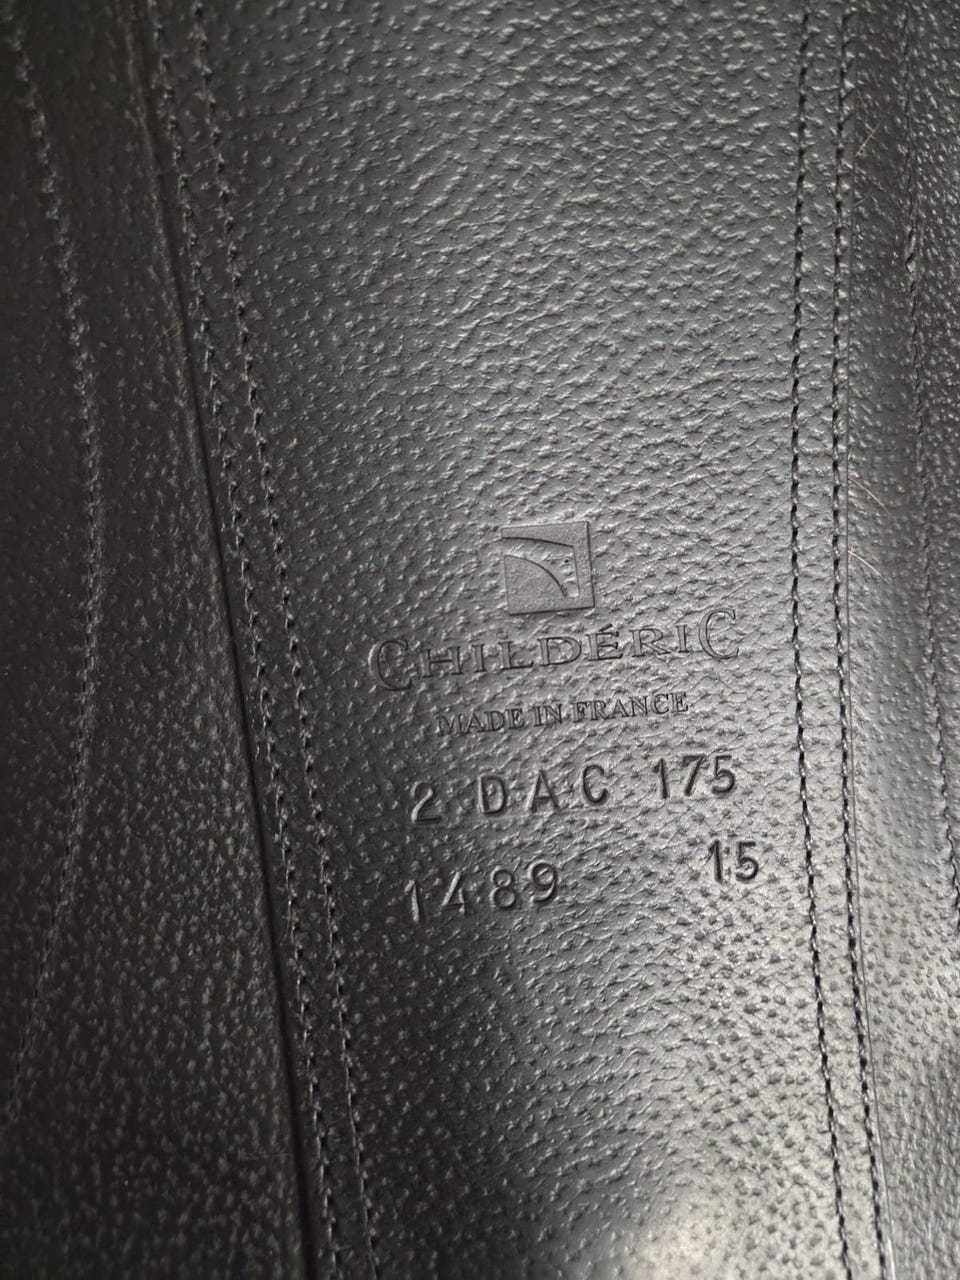 CHILDÉRIC
MADE IN FRANCE
2 DAC 175
1489 15